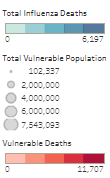 Total Influenza Deaths
0 6,197
Total Vulnerable Population
102,337
2,000,000
4,000,000
6,000,000
7,543,093
Vulnerable Deaths
0 11,707